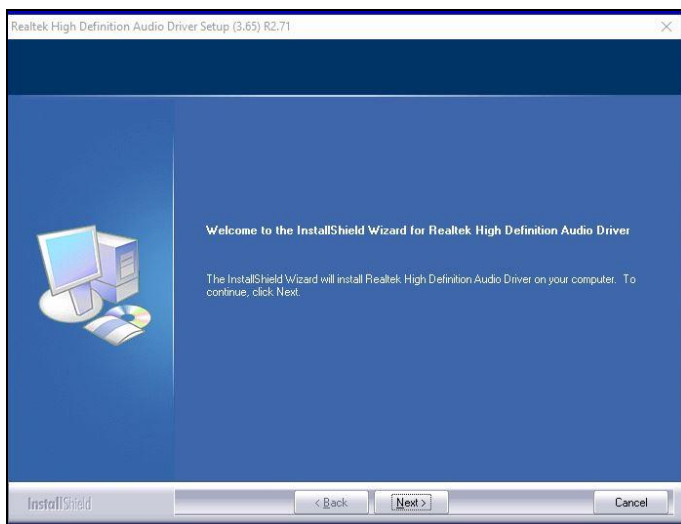 Realtek High Definition Audio Driver Setup (3.65) R2.71
Welcome to the InstallShield Wizard for Realtek High Definition Audio Driver
The InstallShield Wizard will install Realtek High Definition Audio Driver on your computer. To
continue, click Next.
InstallShield
< Back
Next >
Cancel